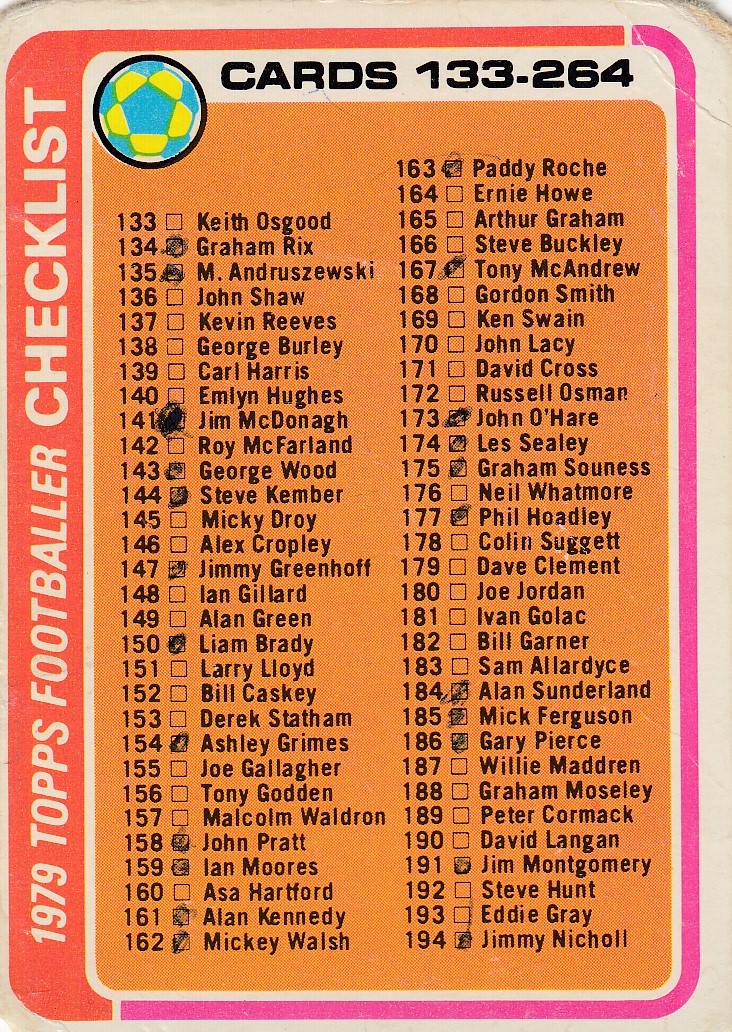 CARDS 133-264
1979 TOPPS FOOTBALLER CHECKLIST
133 Keith Osgood
134 Graham Rix
135 M. Andruszewski
136 John Shaw
137 Kevin Reeves
138 George Burley
139 Carl Harris
140 Emlyn Hughes
141 Jim McDonagh
142 Roy McFarland
143 George Wood
144 Steve Kember
145 Micky Droy
146 Alex Cropley
147 Jimmy Greenhoff
148 Ian Gillard
149 Alan Green
150 Liam Brady
151 Larry Lloyd
152 Bill Caskey
153 Derek Statham
154 Ashley Grimes
155 Joe Gallagher
156 Tony Godden
157 Malcolm Waldron
158 John Pratt
159 Ian Moores
160 Asa Hartford
161 Alan Kennedy
162 Mickey Walsh
163 Paddy Roche
164 Ernie Howe
165 Arthur Graham
166 Steve Buckley
167 Tony McAndrew
168 Gordon Smith
169 Ken Swain
170 John Lacy
171 David Cross
172 Russell Osman
173 John O'Hare
174 Les Sealey
175 Graham Souness
176 Neil Whatmore
177 Phil Hoadley
178 Colin Suggett
179 Dave Clement
180 Joe Jordan
181 Ivan Golac
182 Bill Garner
183 Sam Allardyce
184 Alan Sunderland
185 Mick Ferguson
186 Gary Pierce
187 Willie Maddren
188 Graham Moseley
189 Peter Cormack
190 David Langan
191 Jim Montgomery
192 Steve Hunt
193 Eddie Gray
194 Jimmy Nicholl